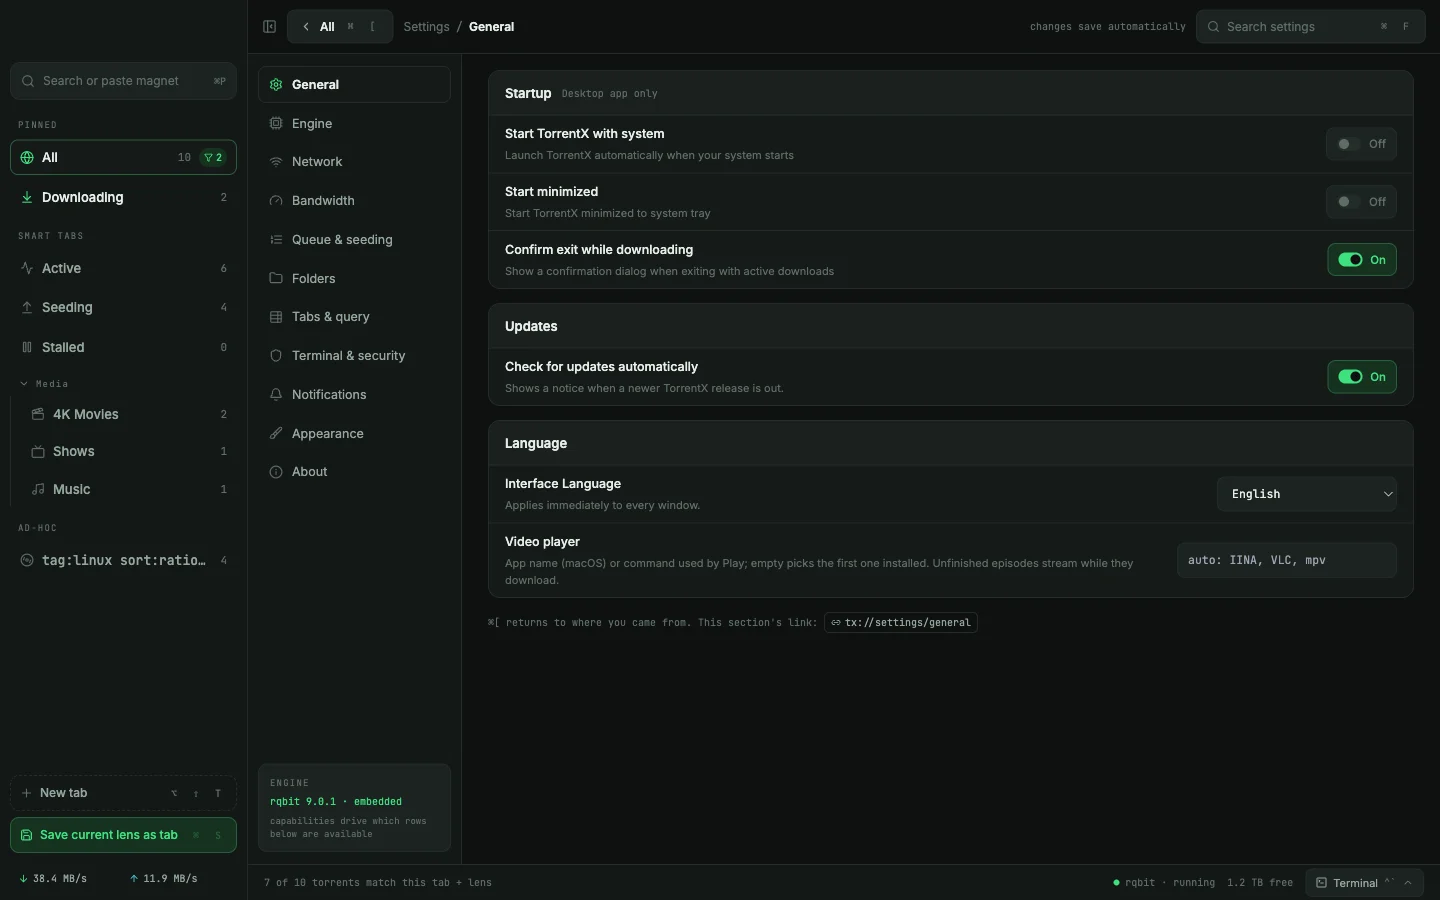 All ⌘ [
Settings / General
changes save automatically
Search settings ⌘ F
Search or paste magnet ⌘P
PINNED
All 10 2
Downloading 2
SMART TABS
Active 6
Seeding 4
Stalled 0
Media
4K Movies 2
Shows 1
Music 1
AD-HOC
tag:linux sort:ratio… 4
New tab ⌥ ⇧ T
Save current lens as tab ⌘ S
38.4 MB/s 11.9 MB/s
General
Engine
Network
Bandwidth
Queue & seeding
Folders
Tabs & query
Terminal & security
Notifications
Appearance
About
ENGINE
rqbit 9.0.1 · embedded
capabilities drive which rows
below are available
Startup Desktop app only
Start TorrentX with system
Launch TorrentX automatically when your system starts
Off
Start minimized
Start TorrentX minimized to system tray
Off
Confirm exit while downloading
Show a confirmation dialog when exiting with active downloads
On
Updates
Check for updates automatically
Shows a notice when a newer TorrentX release is out.
On
Language
Interface Language
Applies immediately to every window.
English
Video player
App name (macOS) or command used by Play; empty picks the first one installed. Unfinished episodes stream while they
download.
auto: IINA, VLC, mpv
⌘[ returns to where you came from. This section's link: tx://settings/general
7 of 10 torrents match this tab + lens
rqbit · running 1.2 TB free
Terminal ⌃`